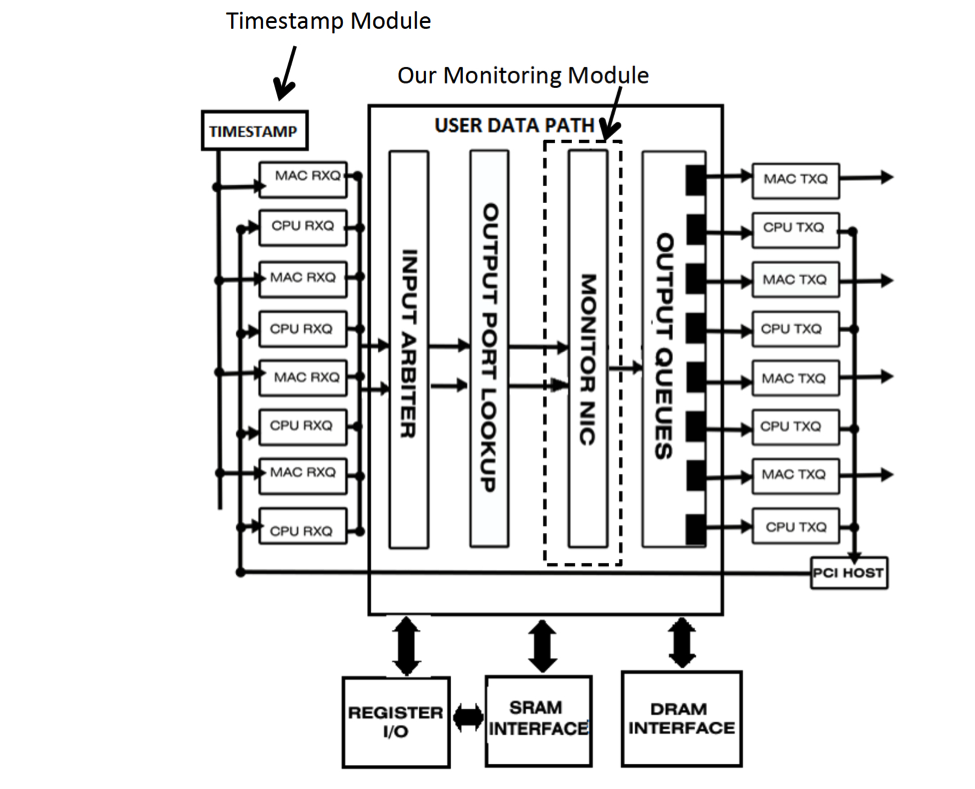 Timestamp Module
Our Monitoring Module
USER DATA PATH
TIMESTAMP
MAC RXQ
CPU RXQ
MAC RXQ
CPU RXQ
MAC RXQ
CPU RXQ
MAC RXQ
CPU RXQ
INPUT ARBITER
OUTPUT PORT LOOKUP
MONITOR NIC
OUTPUT QUEUES
MAC TXQ
CPU TXQ
MAC TXQ
CPU TXQ
MAC TXQ
CPU TXQ
MAC TXQ
CPU TXQ
PCI HOST
REGISTER
I/O
SRAM
INTERFACE
DRAM
INTERFACE